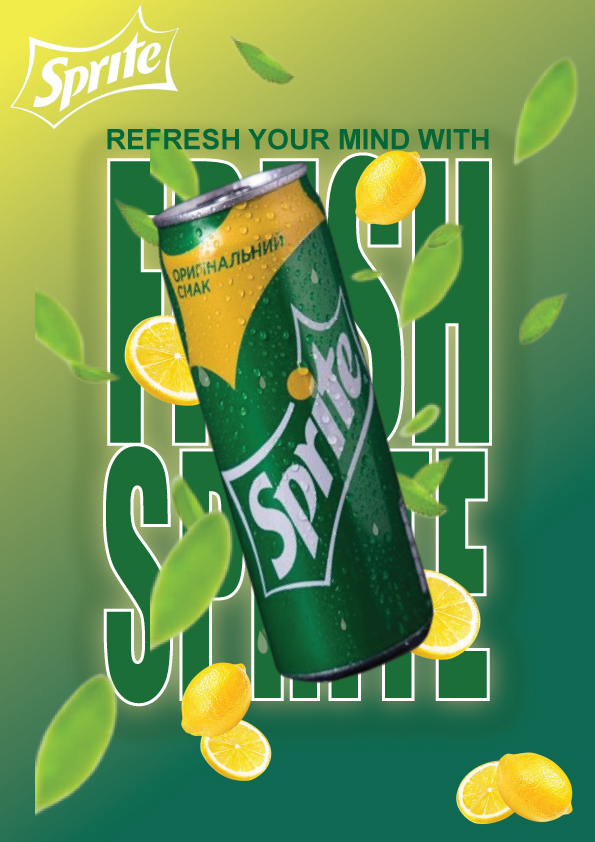 Sprite
REFRESH YOUR MIND WITH
FRESH
SPRITE
ОРИГІНАЛЬНИЙ
СМАК
Sprite